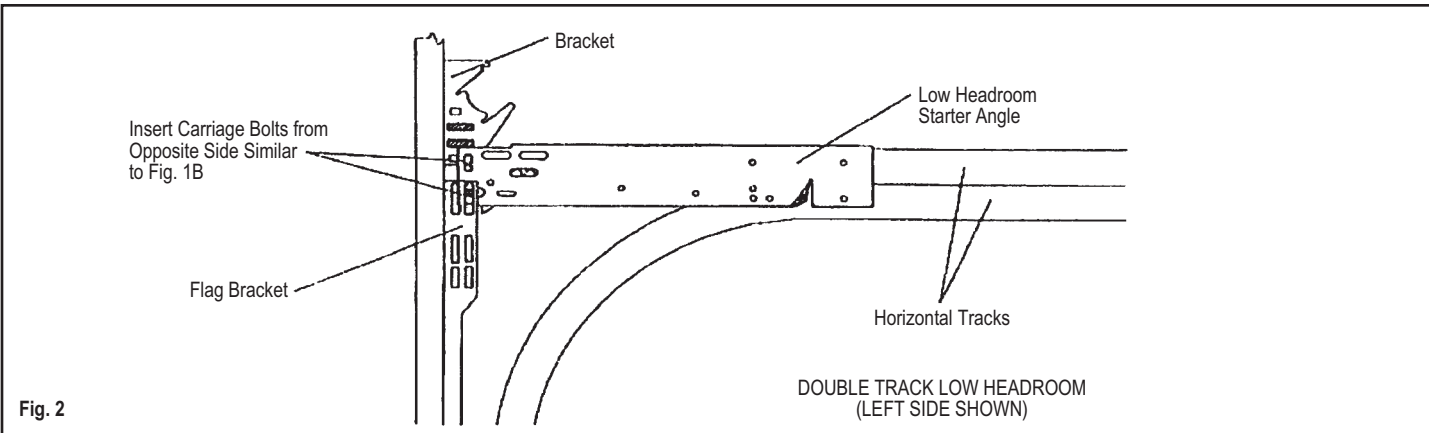 Bracket
Low Headroom
Starter Angle
Insert Carriage Bolts from
Opposite Side Similar
to Fig. 1B
Flag Bracket
Horizontal Tracks
DOUBLE TRACK LOW HEADROOM
(LEFT SIDE SHOWN)
Fig. 2